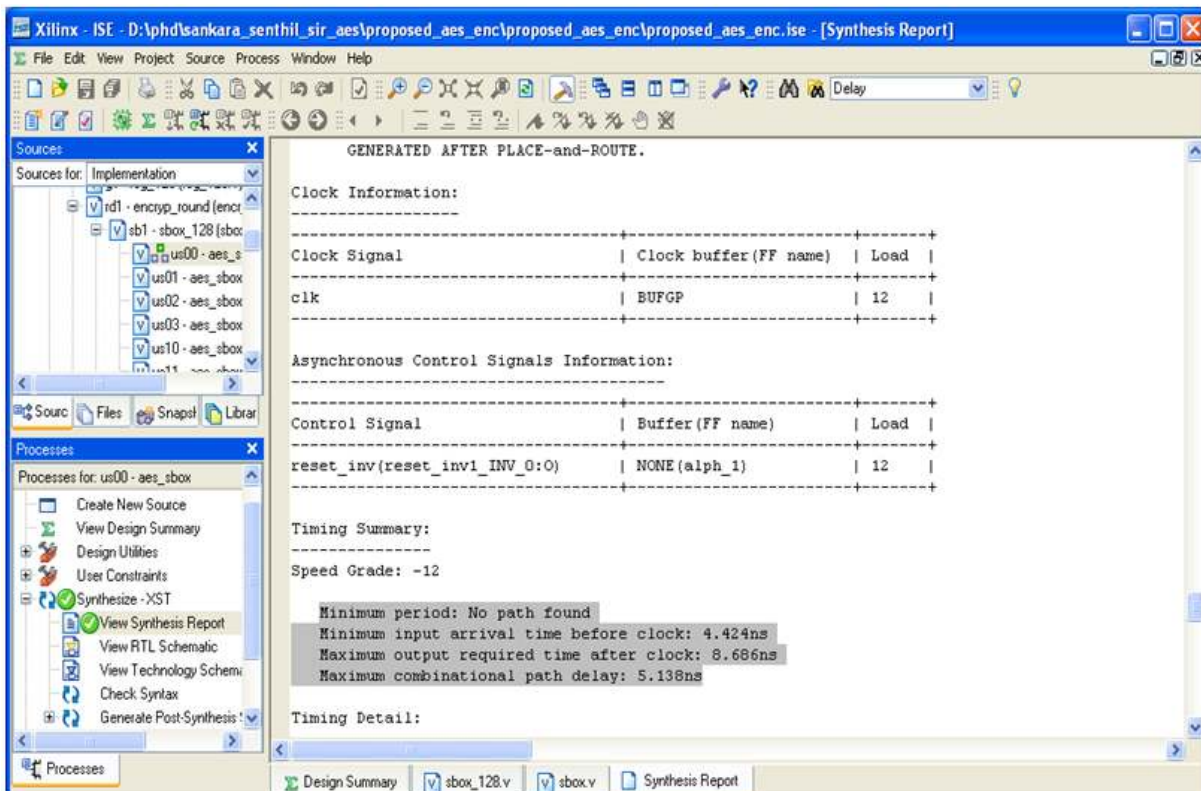 Xilinx - ISE - D:\phd\sankara_senthil_sir_aes\proposed_aes_enc\proposed_aes_enc\proposed_aes_enc.ise - [Synthesis Report]
File Edit View Project Source Process Window Help
Delay
Sources
Sources for: Implementation
rd1 - encryp_round (encr
sb1 - sbox_128 (sbo
us00 - aes_s
us01 - aes_sbox
us02 - aes_sbox
us03 - aes_sbox
us10 - aes_sbox
Sourc Files Snapsh Librar
Processes
Processes for: us00 - aes_sbox
Create New Source
View Design Summary
Design Utilities
User Constraints
Synthesize - XST
View Synthesis Report
View RTL Schematic
View Technology Schema
Check Syntax
Generate Post-Synthesis
Processes
GENERATED AFTER PLACE-and-ROUTE.
Clock Information:
------------------
-----------------------------------+------------------------+-------+
Clock Signal | Clock buffer(FF name) | Load |
-----------------------------------+------------------------+-------+
clk | BUFGP | 12 |
-----------------------------------+------------------------+-------+
Asynchronous Control Signals Information:
----------------------------------------
-----------------------------------+------------------------+-------+
Control Signal | Buffer(FF name) | Load |
-----------------------------------+------------------------+-------+
reset_inv(reset_inv1_INV_0:O) | NONE(alph_1) | 12 |
-----------------------------------+------------------------+-------+
Timing Summary:
---------------
Speed Grade: -12
Minimum period: No path found
Minimum input arrival time before clock: 4.424ns
Maximum output required time after clock: 8.686ns
Maximum combinational path delay: 5.138ns
Timing Detail:
Design Summary sbox_128.v sbox.v Synthesis Report